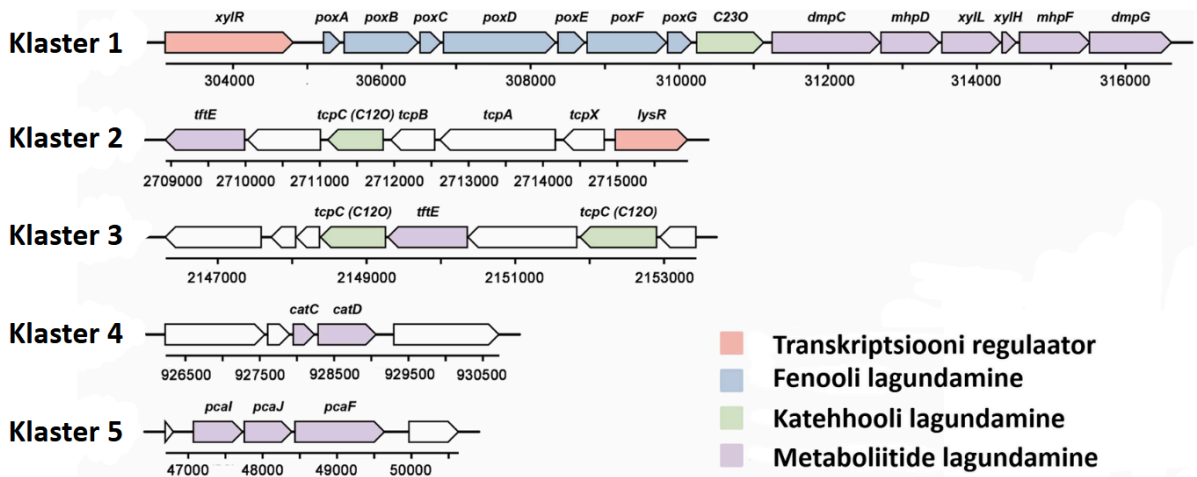 xylR poxA poxB poxC poxD poxE poxF poxG C23O dmpC mhpD xylL xylH mhpF dmpG
Klaster 1
304000 306000 308000 310000 312000 314000 316000
tftE tcpC (C12O) tcpB tcpA tcpX lysR
Klaster 2
2709000 2710000 2711000 2712000 2713000 2714000 2715000
tcpC (C12O) tftE tcpC (C12O)
Klaster 3
2147000 2149000 2151000 2153000
catC catD
Klaster 4
926500 927500 928500 929500 930500
pcaI pcaJ pcaF
Klaster 5
47000 48000 49000 50000
Transkriptsiooni regulaator
Fenooli lagundamine
Katehhooli lagundamine
Metaboliitide lagundamine